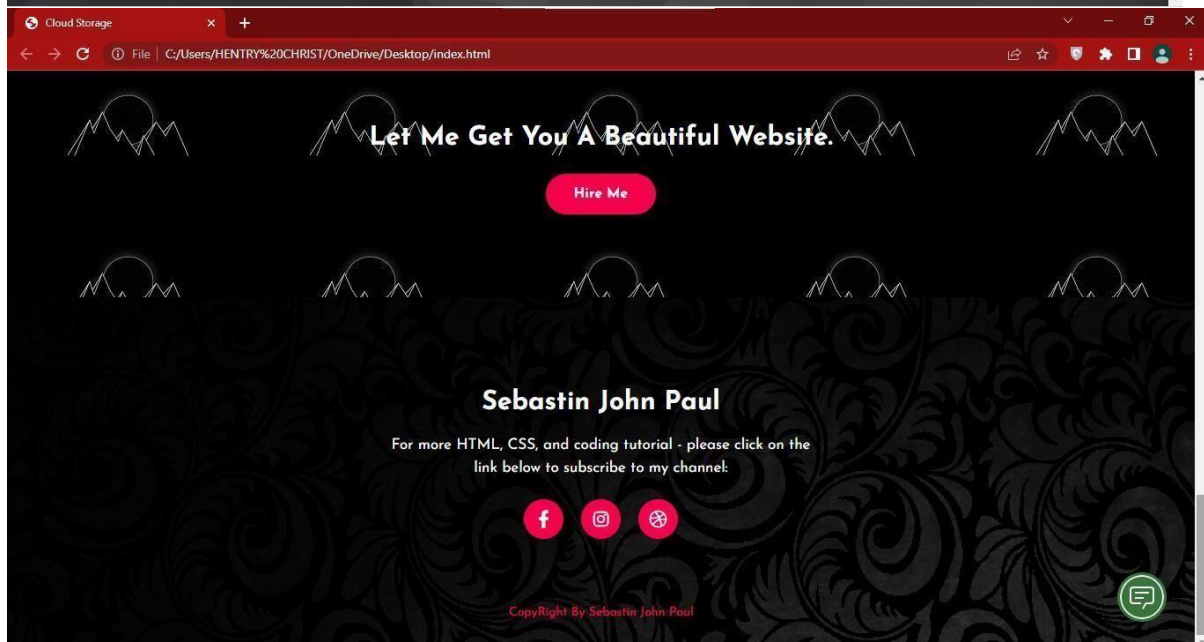 Cloud Storage
File | C:/Users/HENTRY%20CHRIST/OneDrive/Desktop/index.html
Let Me Get You A Beautiful Website.
Hire Me
Sebastin John Paul
For more HTML, CSS, and coding tutorial - please click on the
link below to subscribe to my channel:
CopyRight By Sebastin John Paul